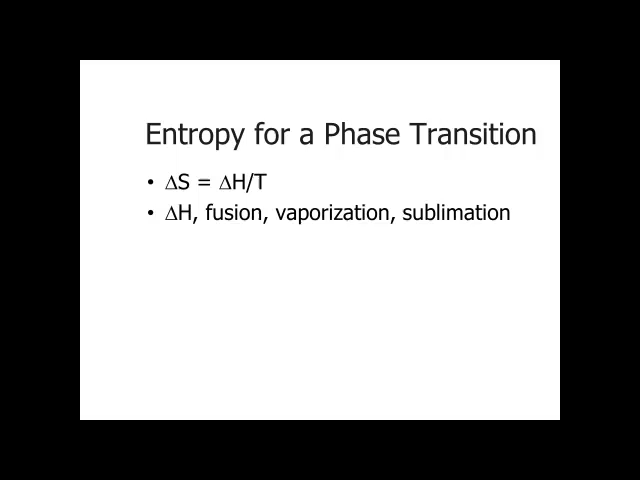 Entropy for a Phase Transition
• ∆S = ∆H/T
• ∆H, fusion, vaporization, sublimation